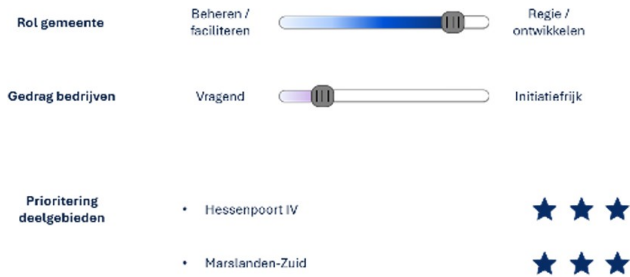 Rol gemeente
Beheren /
faciliteren
Regie /
ontwikkelen
Gedrag bedrijven
Vragend
Initiatiefrijk
Prioritering
deelgebieden
• Hessenpoort IV
• Marslanden-Zuid